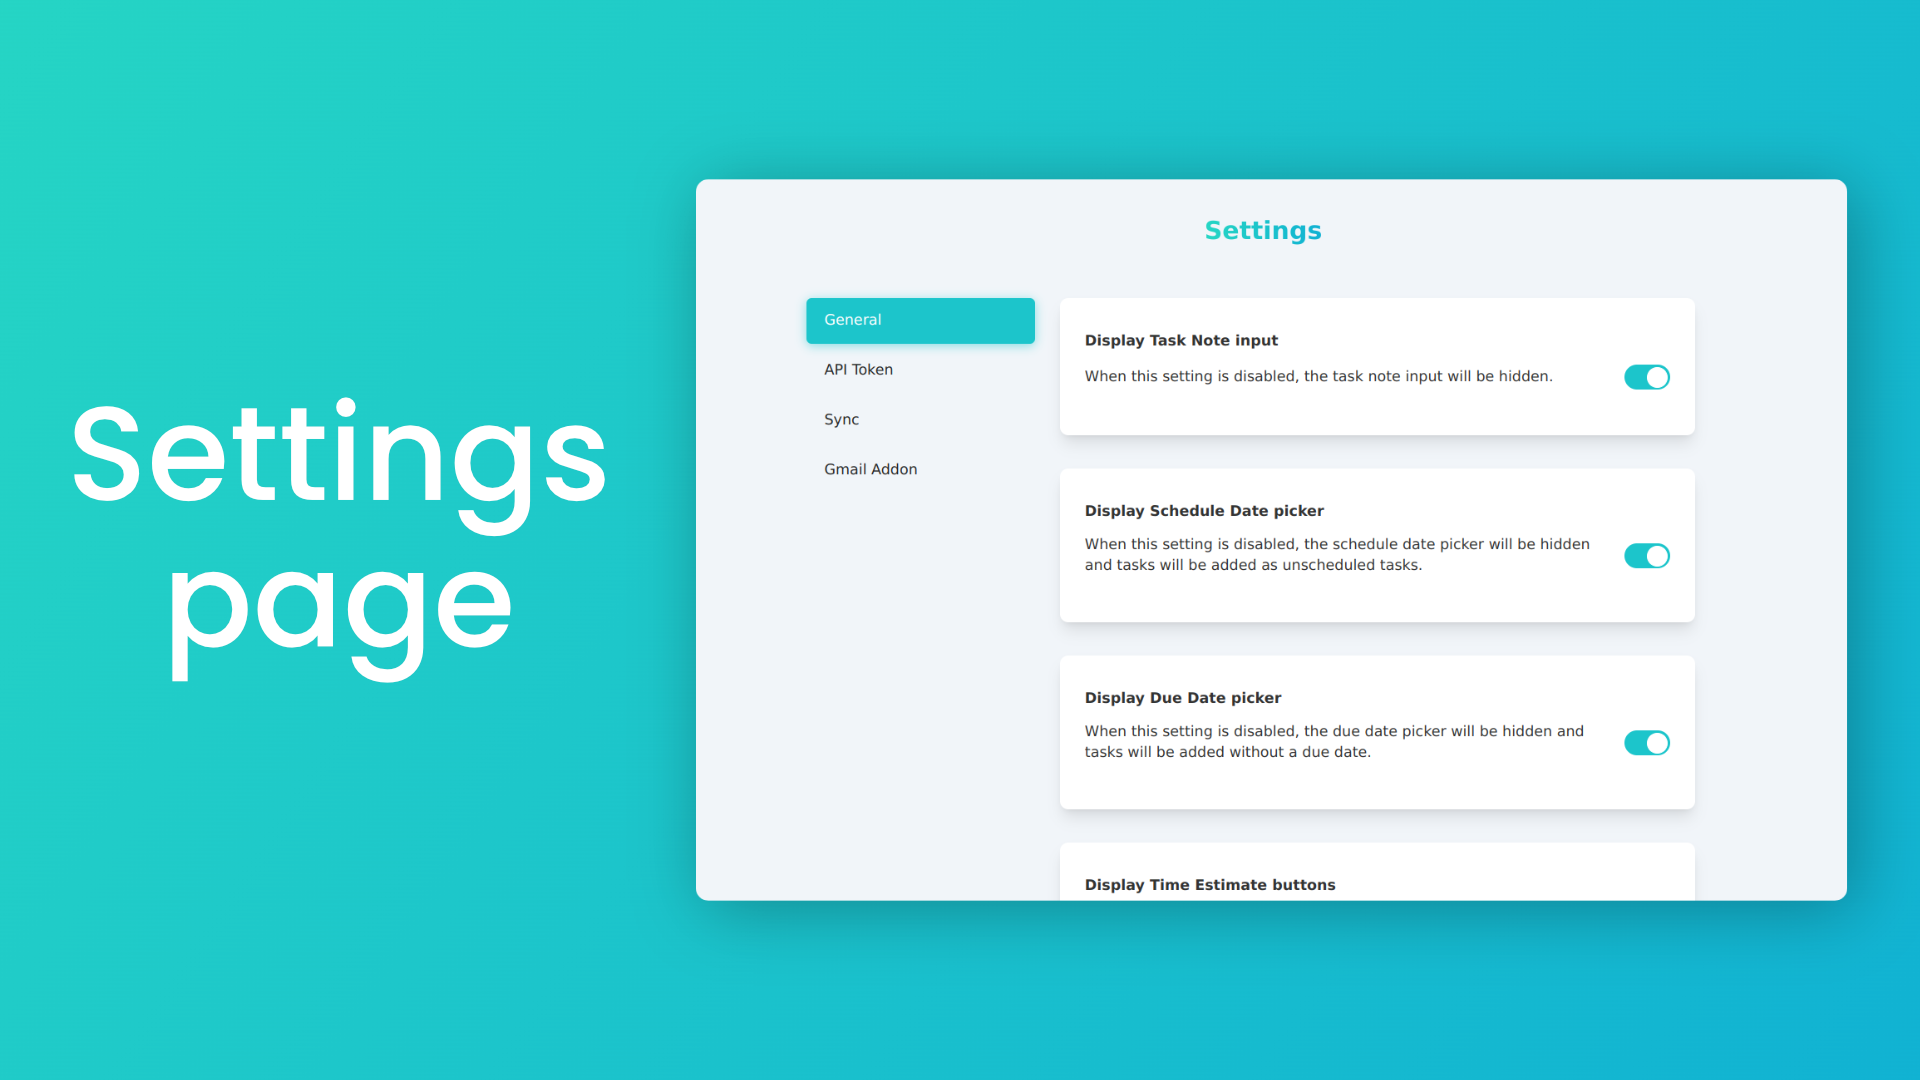 Settings
page
Settings
General
API Token
Sync
Gmail Addon
Display Task Note input
When this setting is disabled, the task note input will be hidden.
Display Schedule Date picker
When this setting is disabled, the schedule date picker will be hidden
and tasks will be added as unscheduled tasks.
Display Due Date picker
When this setting is disabled, the due date picker will be hidden and
tasks will be added without a due date.
Display Time Estimate buttons